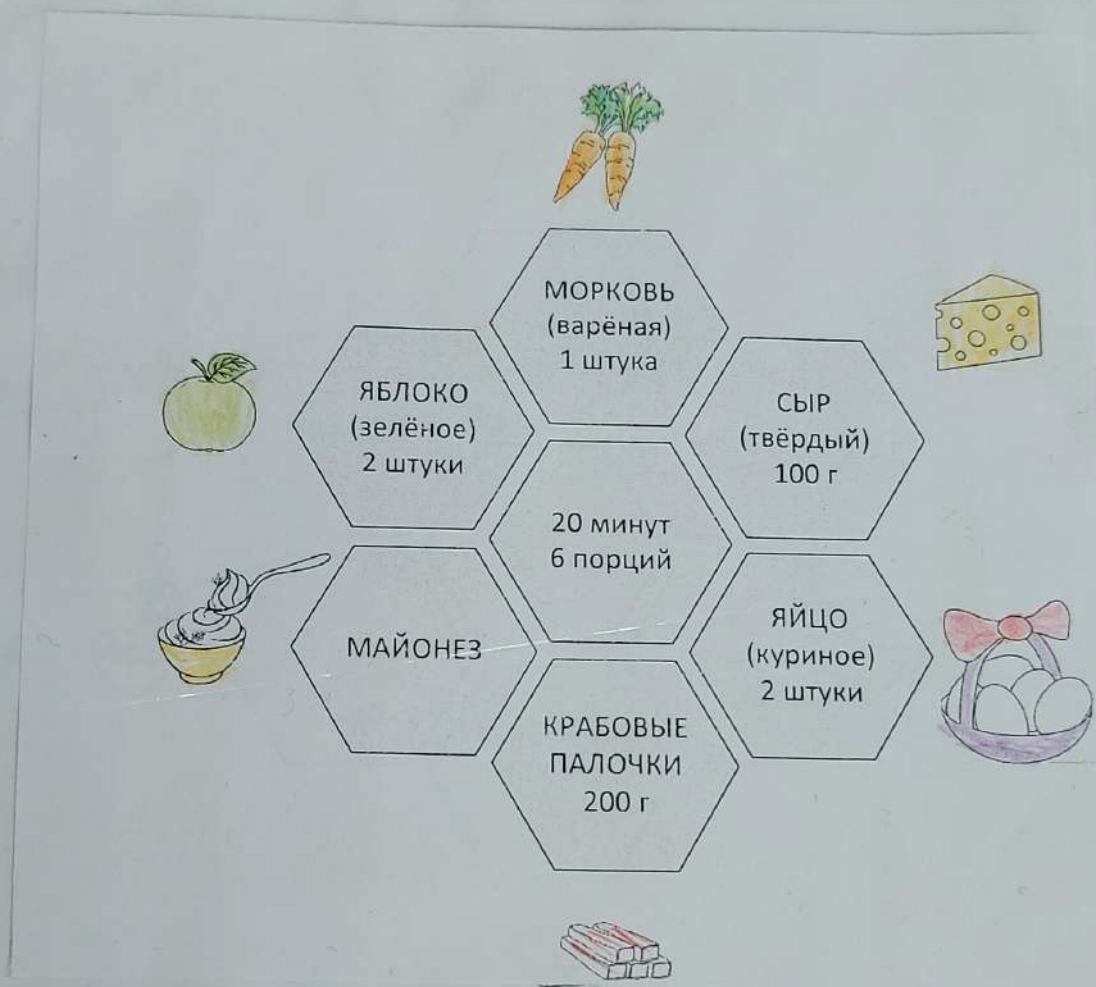 МОРКОВЬ
(варёная)
1 штука
ЯБЛОКО
(зелёное)
2 штуки
СЫР
(твёрдый)
100 г
20 минут
6 порций
МАЙОНЕЗ
ЯЙЦО
(куриное)
2 штуки
КРАБОВЫЕ
ПАЛОЧКИ
200 г